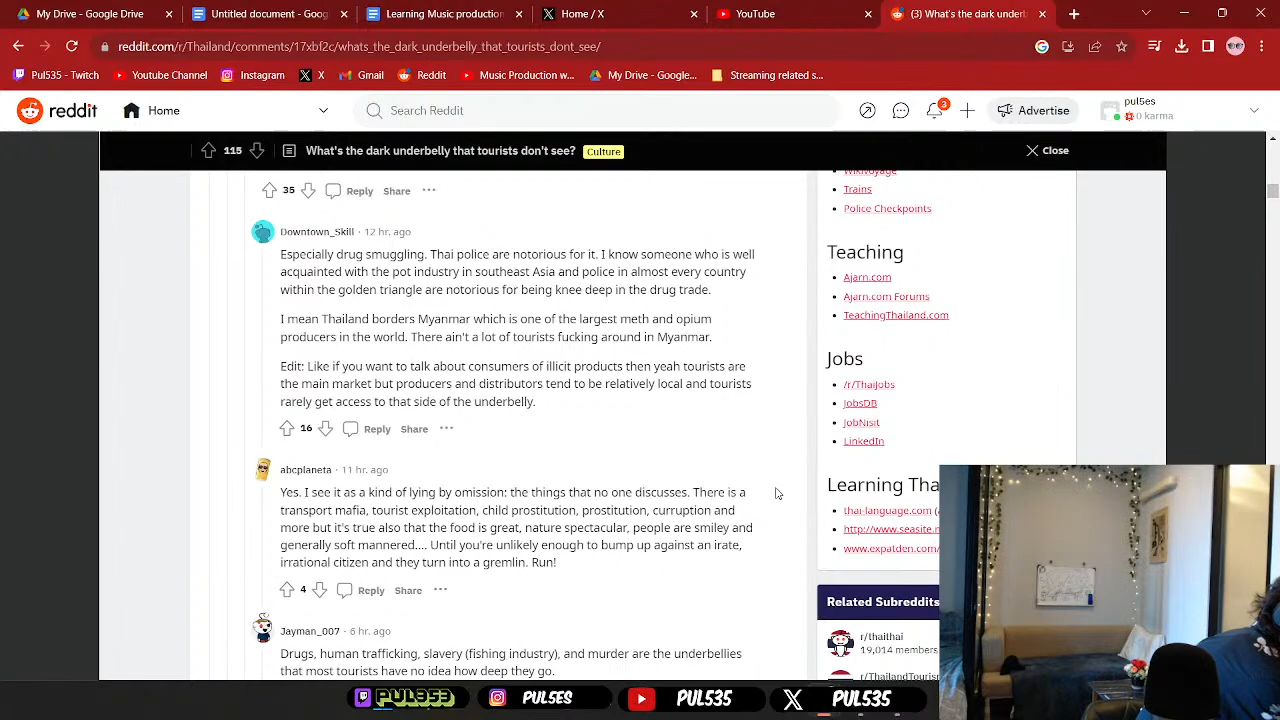 My Drive - Google Drive
Untitled document - Goog
Learning Music production
Home / X
YouTube
(3) What's the dark underb
reddit.com/r/Thailand/comments/17xbf2c/whats_the_dark_underbelly_that_tourists_dont_see/
Pul535 - Twitch
Youtube Channel
Instagram
X
Gmail
Reddit
Music Production w...
My Drive - Google...
Streaming related s...
reddit
Home
Search Reddit
3
Advertise
pul5es
0 karma
115
What's the dark underbelly that tourists don't see?
Culture
Close
35
Reply
Share
Downtown_Skill · 12 hr. ago
Especially drug smuggling. Thai police are notorious for it. I know someone who is well
acquainted with the pot industry in southeast Asia and police in almost every country
within the golden triangle are notorious for being knee deep in the drug trade.
I mean Thailand borders Myanmar which is one of the largest meth and opium
producers in the world. There ain't a lot of tourists fucking around in Myanmar.
Edit: Like if you want to talk about consumers of illicit products then yeah tourists are
the main market but producers and distributors tend to be relatively local and tourists
rarely get access to that side of the underbelly.
16
Reply
Share
abcplaneta · 11 hr. ago
Yes. I see it as a kind of lying by omission: the things that no one discusses. There is a
transport mafia, tourist exploitation, child prostitution, prostitution, curruption and
more but it's true also that the food is great, nature spectacular, people are smiley and
generally soft mannered.... Until you're unlikely enough to bump up against an irate,
irrational citizen and they turn into a gremlin. Run!
4
Reply
Share
Jayman_007 · 6 hr. ago
Drugs, human trafficking, slavery (fishing industry), and murder are the underbellies
that most tourists have no idea how deep they go.
Wikivoyage
Trains
Police Checkpoints
Teaching
Ajarn.com
Ajarn.com Forums
TeachingThailand.com
Jobs
/r/ThaiJobs
JobsDB
JobNisit
LinkedIn
Learning Tha
thai-language.com (
http://www.seasite.n
www.expatden.com/
Related Subreddits
r/thaithai
19,014 members
r/ThailandTourism
PUL535
PUL5ES
PUL535
PUL535